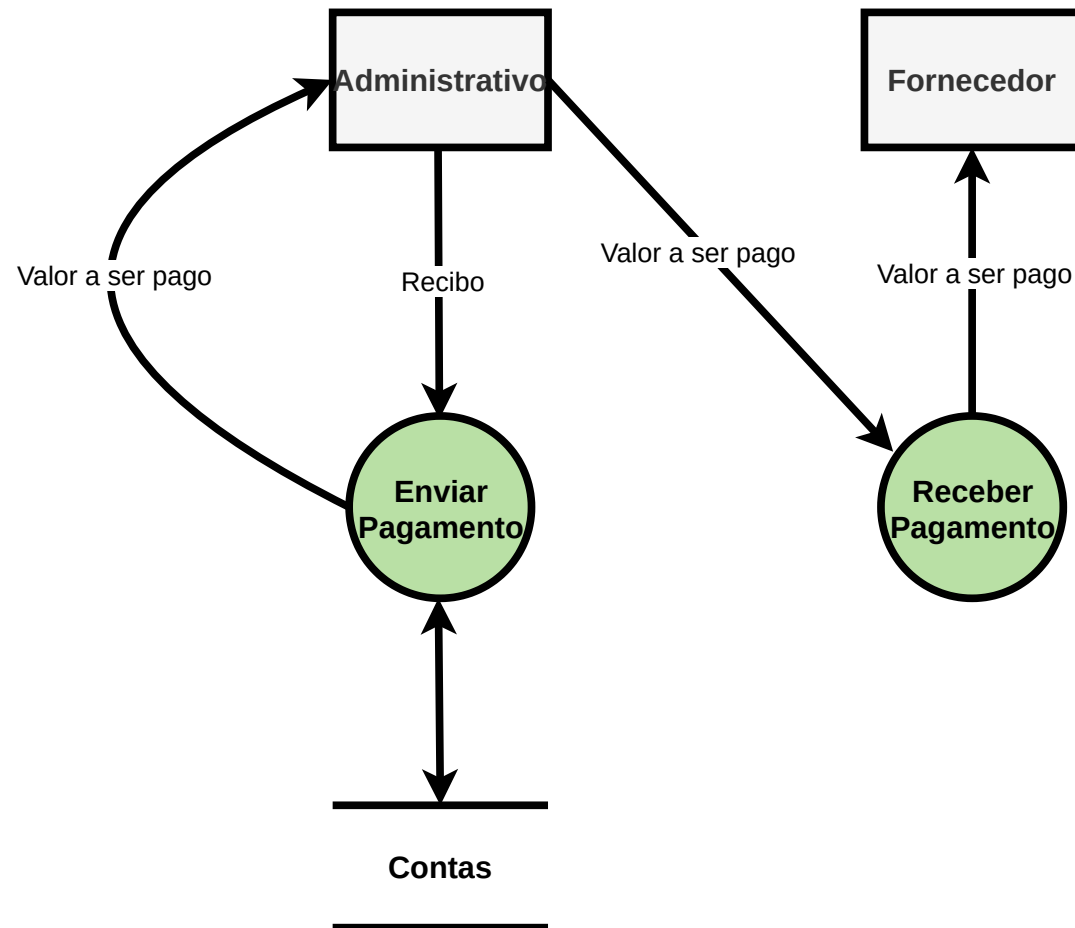 Administrativo
Fornecedor
Valor a ser pago
Valor a ser pago
Recibo
Valor a ser pago
Enviar
Pagamento
Receber
Pagamento
Contas